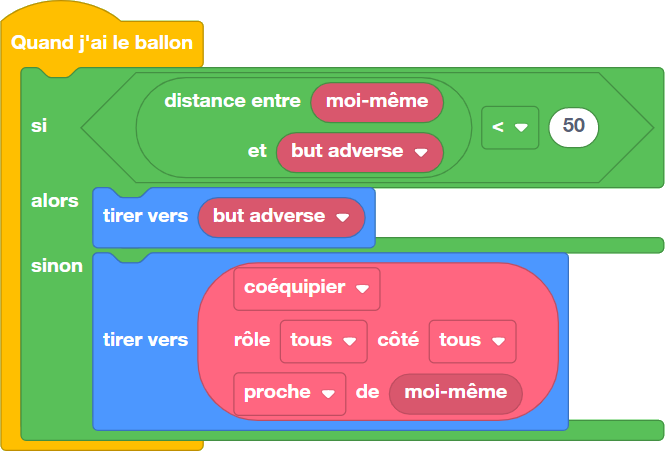 Quand j'ai le ballon
distance entre moi-même
si
et but adverse
< 50
alors
tirer vers but adverse
sinon
coéquipier
tirer vers
rôle tous côté tous
proche de moi-même